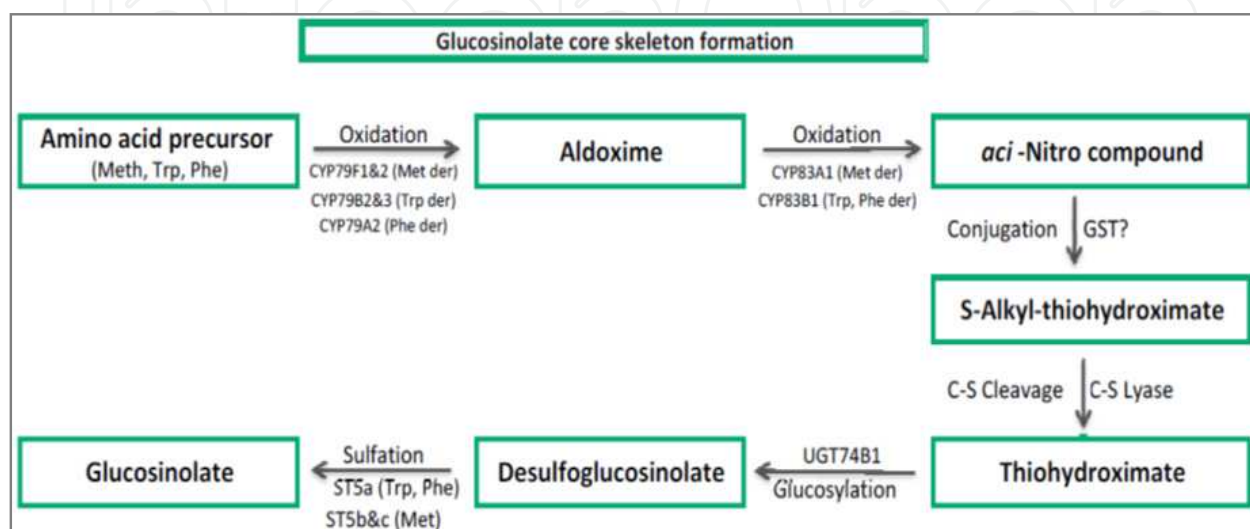 Glucosinolate core skeleton formation
Amino acid precursor
(Meth, Trp, Phe)
Oxidation
CYP79F1&2 (Met der)
CYP79B2&3 (Trp der)
CYP79A2 (Phe der)
Aldoxime
Oxidation
CYP83A1 (Met der)
CYP83B1 (Trp, Phe der)
aci -Nitro compound
Conjugation GST?
S-Alkyl-thiohydroximate
C-S Cleavage C-S Lyase
Thiohydroximate
UGT74B1
Glucosylation
Desulfoglucosinolate
Sulfation
ST5a (Trp, Phe)
ST5b&c (Met)
Glucosinolate